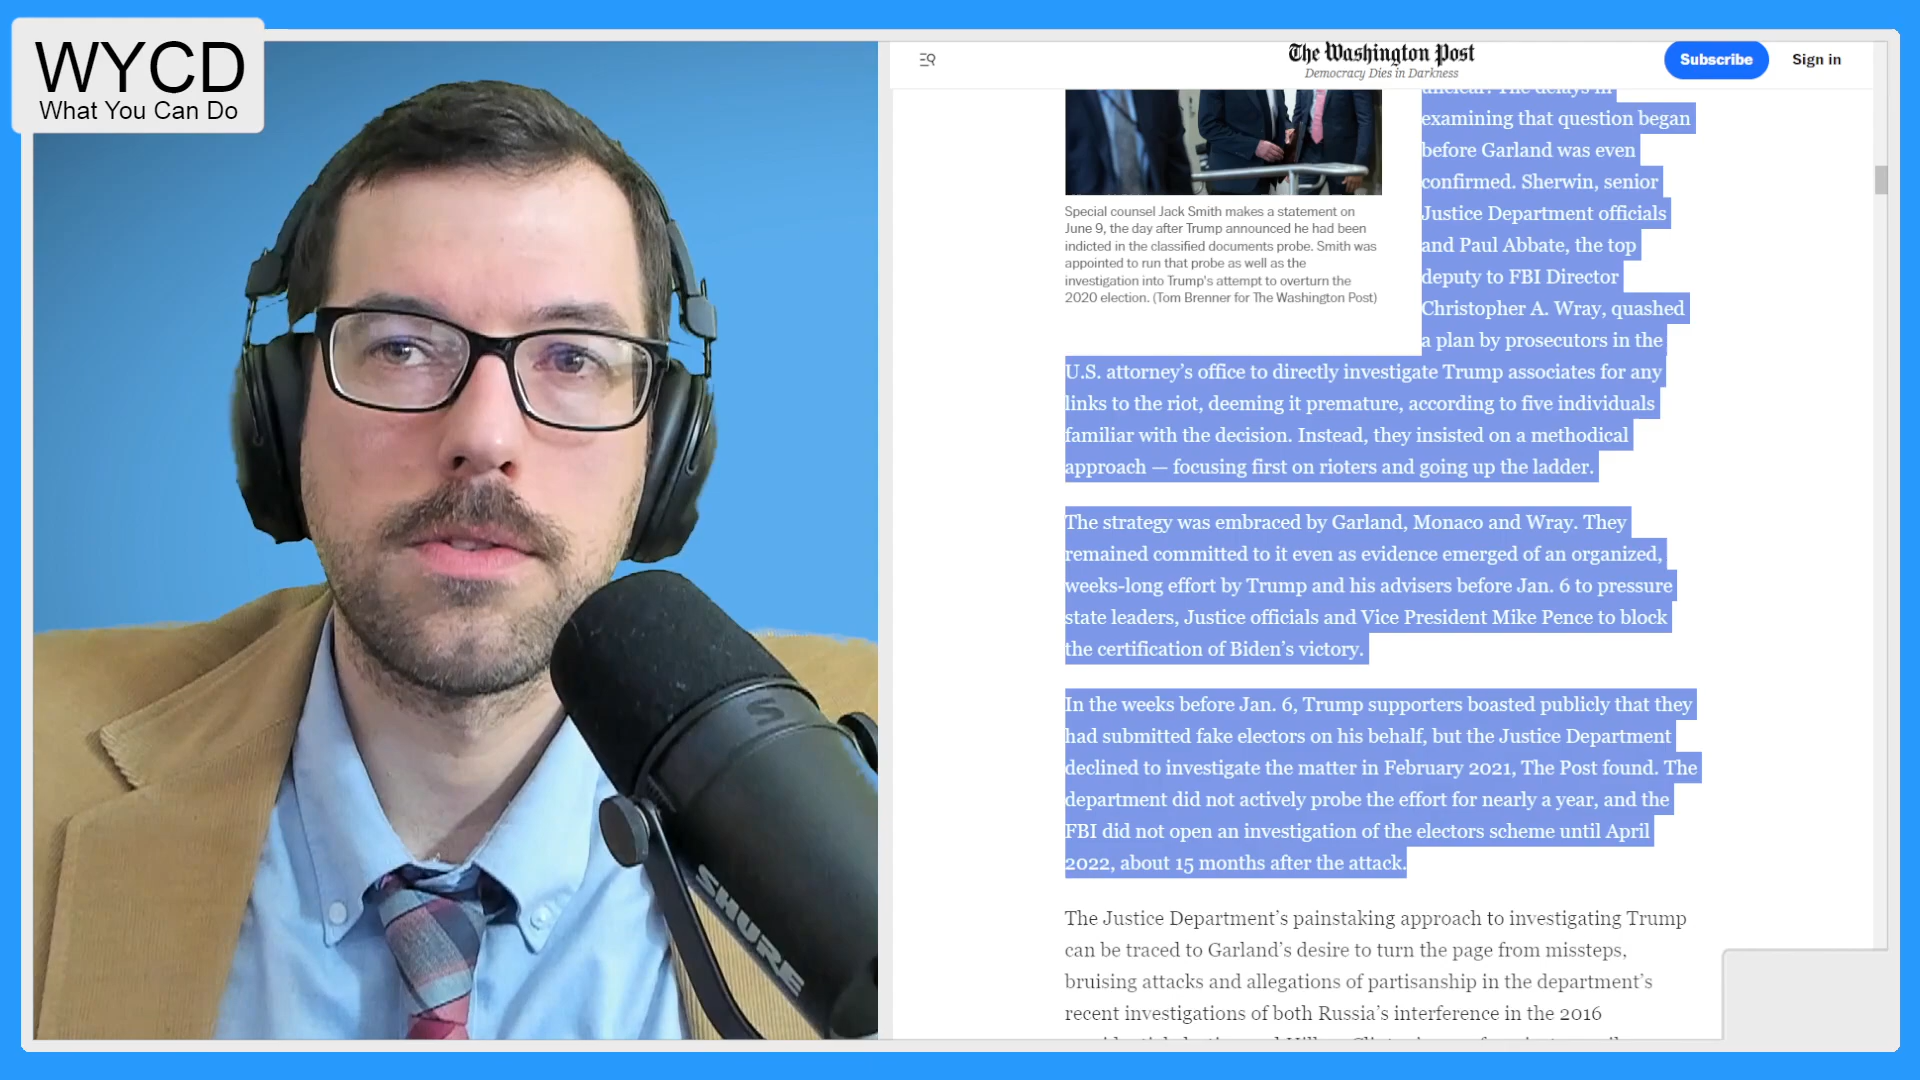 WYCD
What You Can Do
The Washington Post
Democracy Dies in Darkness
Subscribe
Sign in
Special counsel Jack Smith makes a statement on
June 9, the day after Trump announced he had been
indicted in the classified documents probe. Smith was
appointed to run that probe as well as the
investigation into Trump's attempt to overturn the
2020 election. (Tom Brenner for The Washington Post)
unclear. The delays in
examining that question began
before Garland was even
confirmed. Sherwin, senior
Justice Department officials
and Paul Abbate, the top
deputy to FBI Director
Christopher A. Wray, quashed
a plan by prosecutors in the
U.S. attorney's office to directly investigate Trump associates for any
links to the riot, deeming it premature, according to five individuals
familiar with the decision. Instead, they insisted on a methodical
approach — focusing first on rioters and going up the ladder.
The strategy was embraced by Garland, Monaco and Wray. They
remained committed to it even as evidence emerged of an organized,
weeks-long effort by Trump and his advisers before Jan. 6 to pressure
state leaders, Justice officials and Vice President Mike Pence to block
the certification of Biden's victory.
In the weeks before Jan. 6, Trump supporters boasted publicly that they
had submitted fake electors on his behalf, but the Justice Department
declined to investigate the matter in February 2021, The Post found. The
department did not actively probe the effort for nearly a year, and the
FBI did not open an investigation of the electors scheme until April
2022, about 15 months after the attack.
The Justice Department's painstaking approach to investigating Trump
can be traced to Garland's desire to turn the page from missteps,
bruising attacks and allegations of partisanship in the department's
recent investigations of both Russia's interference in the 2016
SHURE